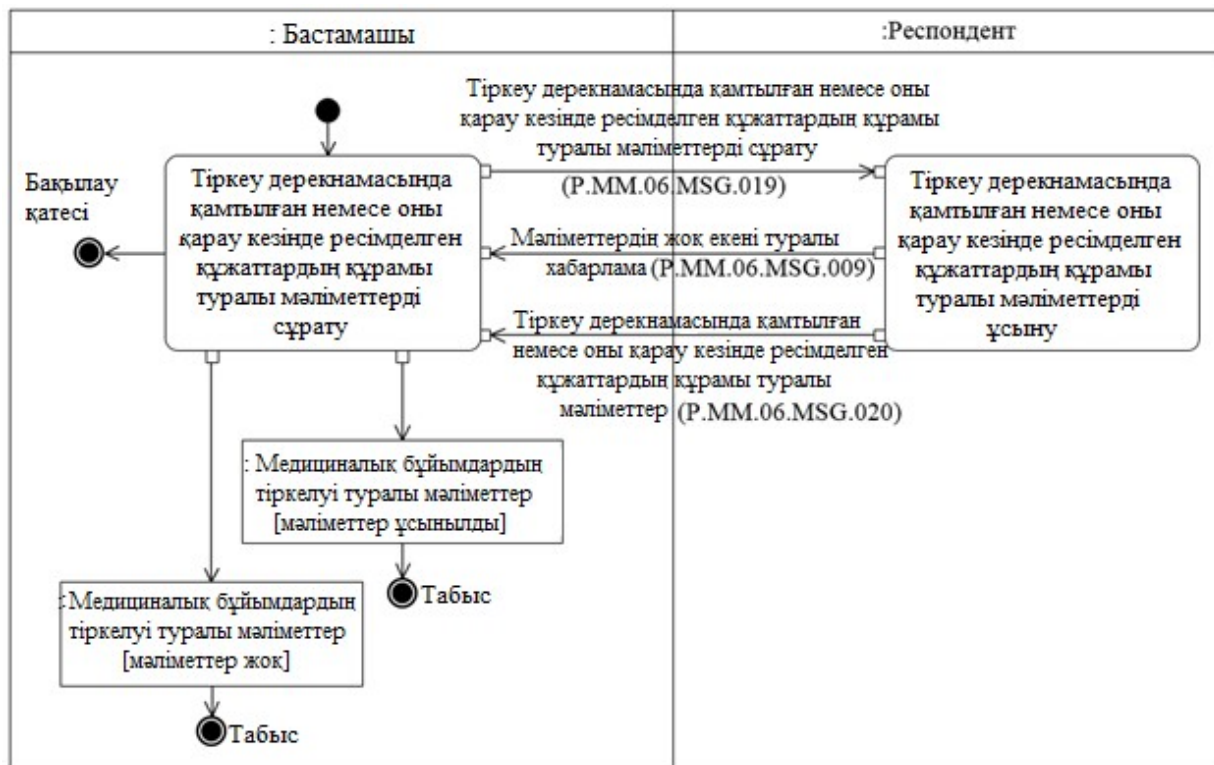 : Бастамашы
:Респондент
Тіркеу дерекнамасында қамтылған немесе оны
қарау кезінде ресімделген құжаттардың құрамы
туралы мәліметтерді сұрату
(P.MM.06.MSG.019)
Бақылау
қатесі
Тіркеу дерекнамасында
қамтылған немесе оны
қарау кезінде ресімделген
құжаттардың құрамы
туралы мәліметтерді
сұрату
Мәліметтердің жоқ екені туралы
хабарлама (P.MM.06.MSG.009)
Тіркеу дерекнамасында
қамтылған немесе оны
қарау кезінде ресімделген
құжаттардың құрамы
туралы мәліметтерді
ұсыну
Тіркеу дерекнамасында қамтылған
немесе оны қарау кезінде ресімделген
құжаттардың құрамы туралы
мәліметтер (P.MM.06.MSG.020)
: Медициналық бұйымдардың
тіркелуі туралы мәліметтер
[мәліметтер ұсынылды]
Табыс
: Медициналық бұйымдардың
тіркелуі туралы мәліметтер
[мәліметтер жоқ]
Табыс